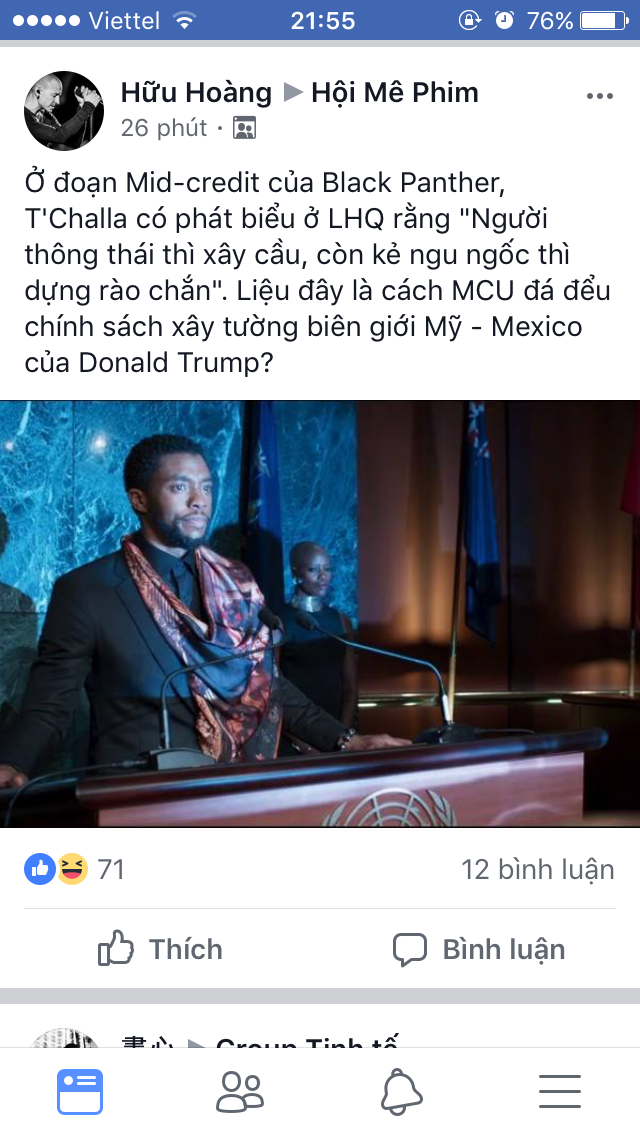 Viettel 21:55 76%
Hữu Hoàng ▶ Hội Mê Phim
26 phút ·
Ở đoạn Mid-credit của Black Panther,
T'Challa có phát biểu ở LHQ rằng "Người
thông thái thì xây cầu, còn kẻ ngu ngốc thì
dựng rào chắn". Liệu đây là cách MCU đá đểu
chính sách xây tường biên giới Mỹ - Mexico
của Donald Trump?
71 12 bình luận
Thích Bình luận
書心 ▶ Group Tinh tế